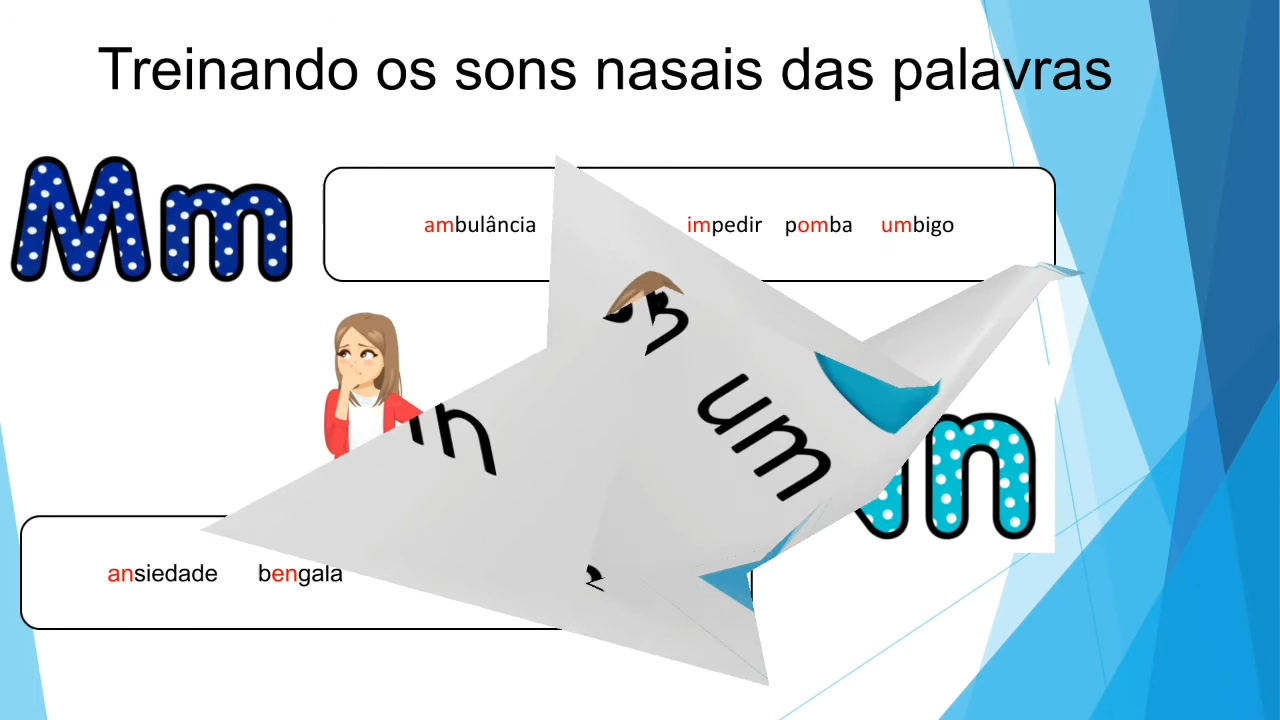 Treinando os sons nasais das palavras
Mm
ambulância impedir pomba umbigo
um
n
ansiedade bengala